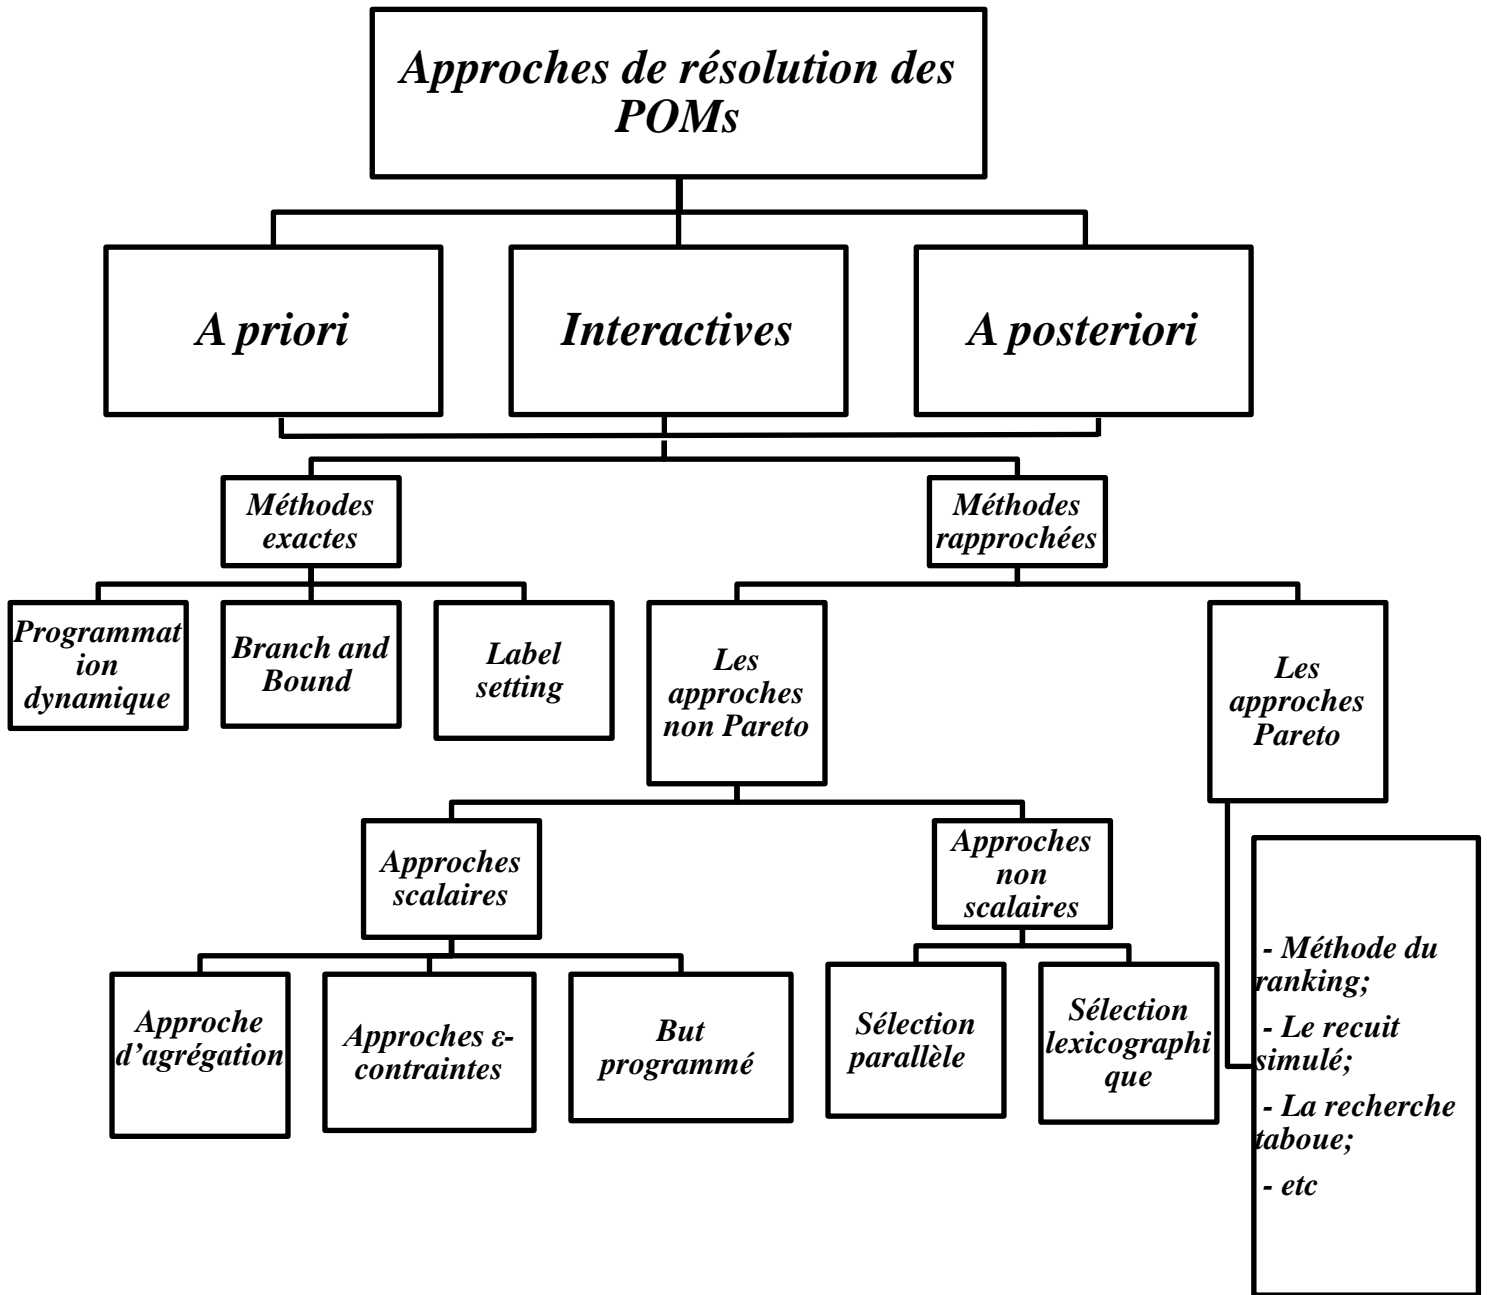 Approches de résolution des
POMs
A priori
Interactives
A posteriori
Méthodes
exactes
Méthodes
rapprochées
Programmat
ion
dynamique
Branch and
Bound
Label
setting
Les
approches
non Pareto
Les
approches
Pareto
Approches
scalaires
Approches
non
scalaires
Approche
d’agrégation
Approches ε-
contraintes
But
programmé
Sélection
parallèle
Sélection
lexicographi
que
- Méthode du
ranking;
- Le recuit
simulé;
- La recherche
taboue;
- etc